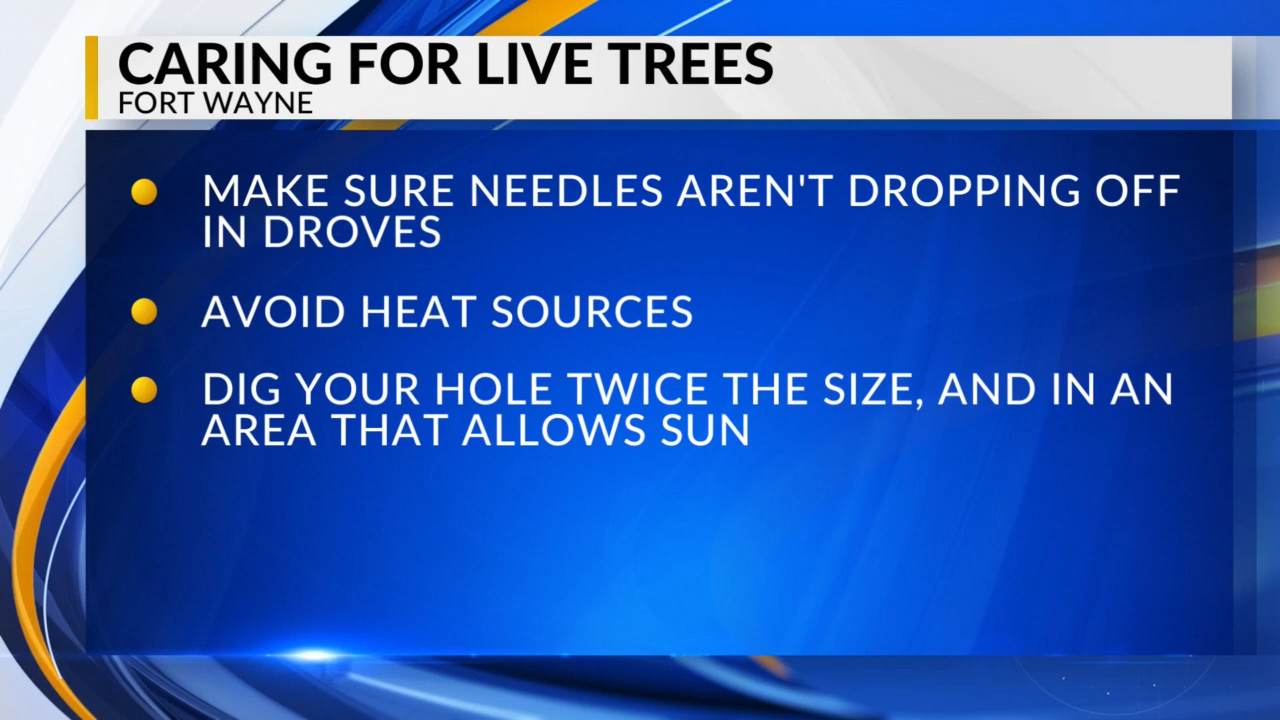 CARING FOR LIVE TREES
FORT WAYNE
MAKE SURE NEEDLES AREN'T DROPPING OFF
IN DROVES
AVOID HEAT SOURCES
DIG YOUR HOLE TWICE THE SIZE, AND IN AN
AREA THAT ALLOWS SUN